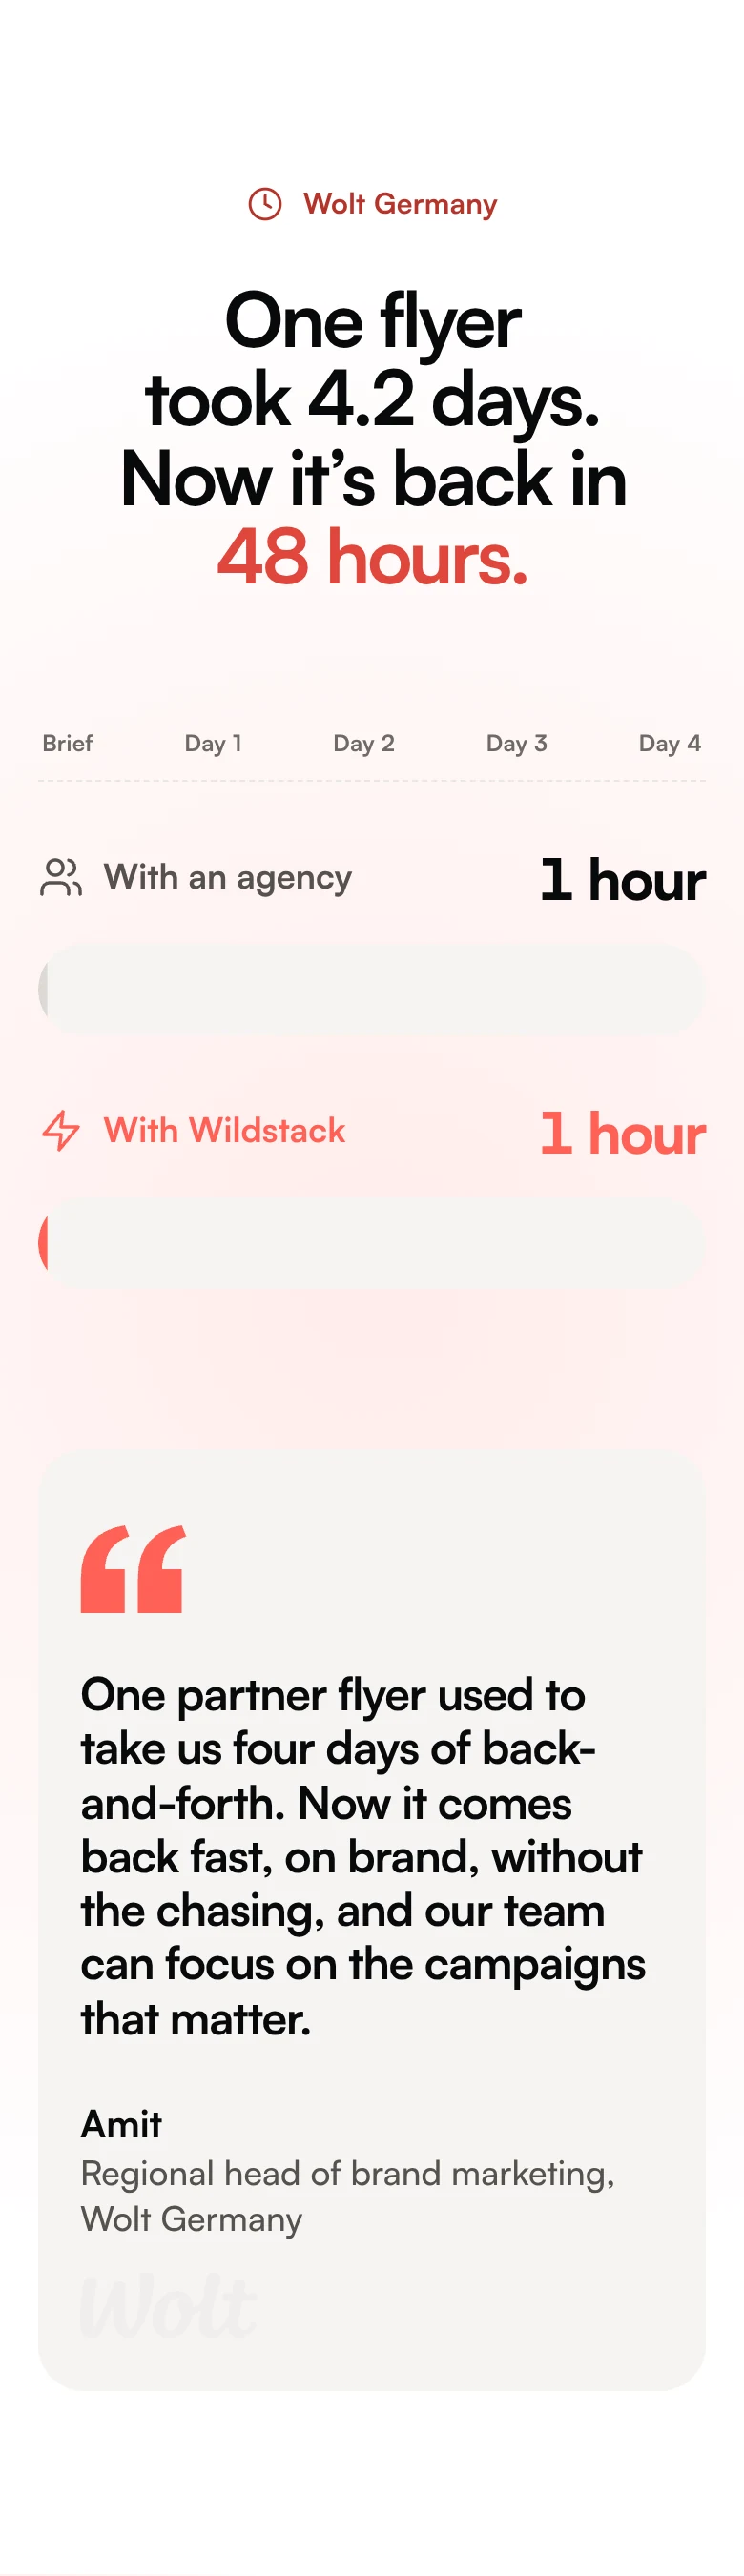 Wolt Germany
One flyer
took 4.2 days.
Now it’s back in
48 hours.
Brief Day 1 Day 2 Day 3 Day 4
With an agency 1 hour
With Wildstack 1 hour
One partner flyer used to
take us four days of back-
and-forth. Now it comes
back fast, on brand, without
the chasing, and our team
can focus on the campaigns
that matter.
Amit
Regional head of brand marketing,
Wolt Germany
Wolt